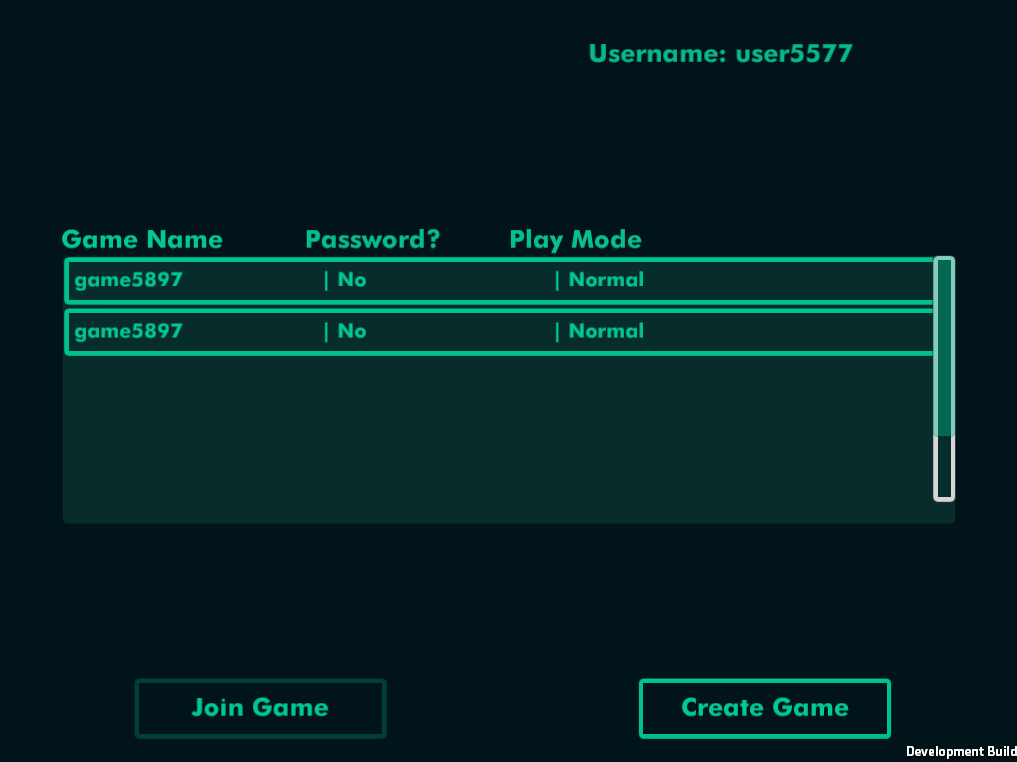 Username: user5577
Game Name Password? Play Mode
game5897 | No | Normal
game5897 | No | Normal
Join Game Create Game
Development Build